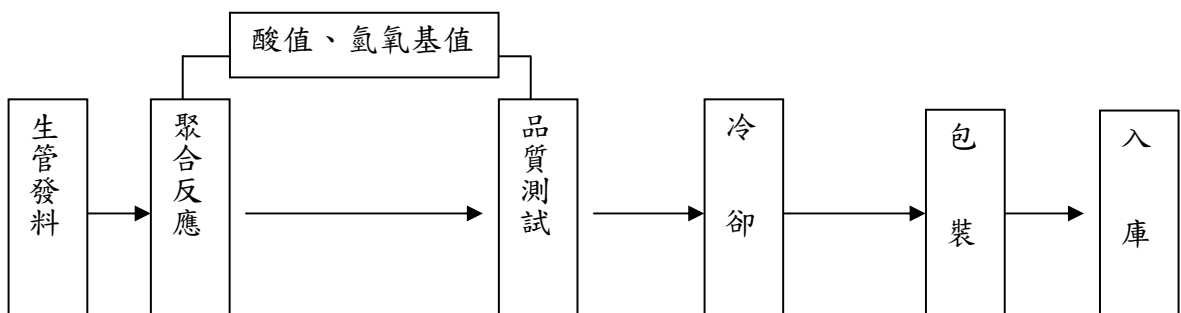 酸值、氫氧基值
生管發料
聚合反應
品質測試
冷卻
包裝
入庫